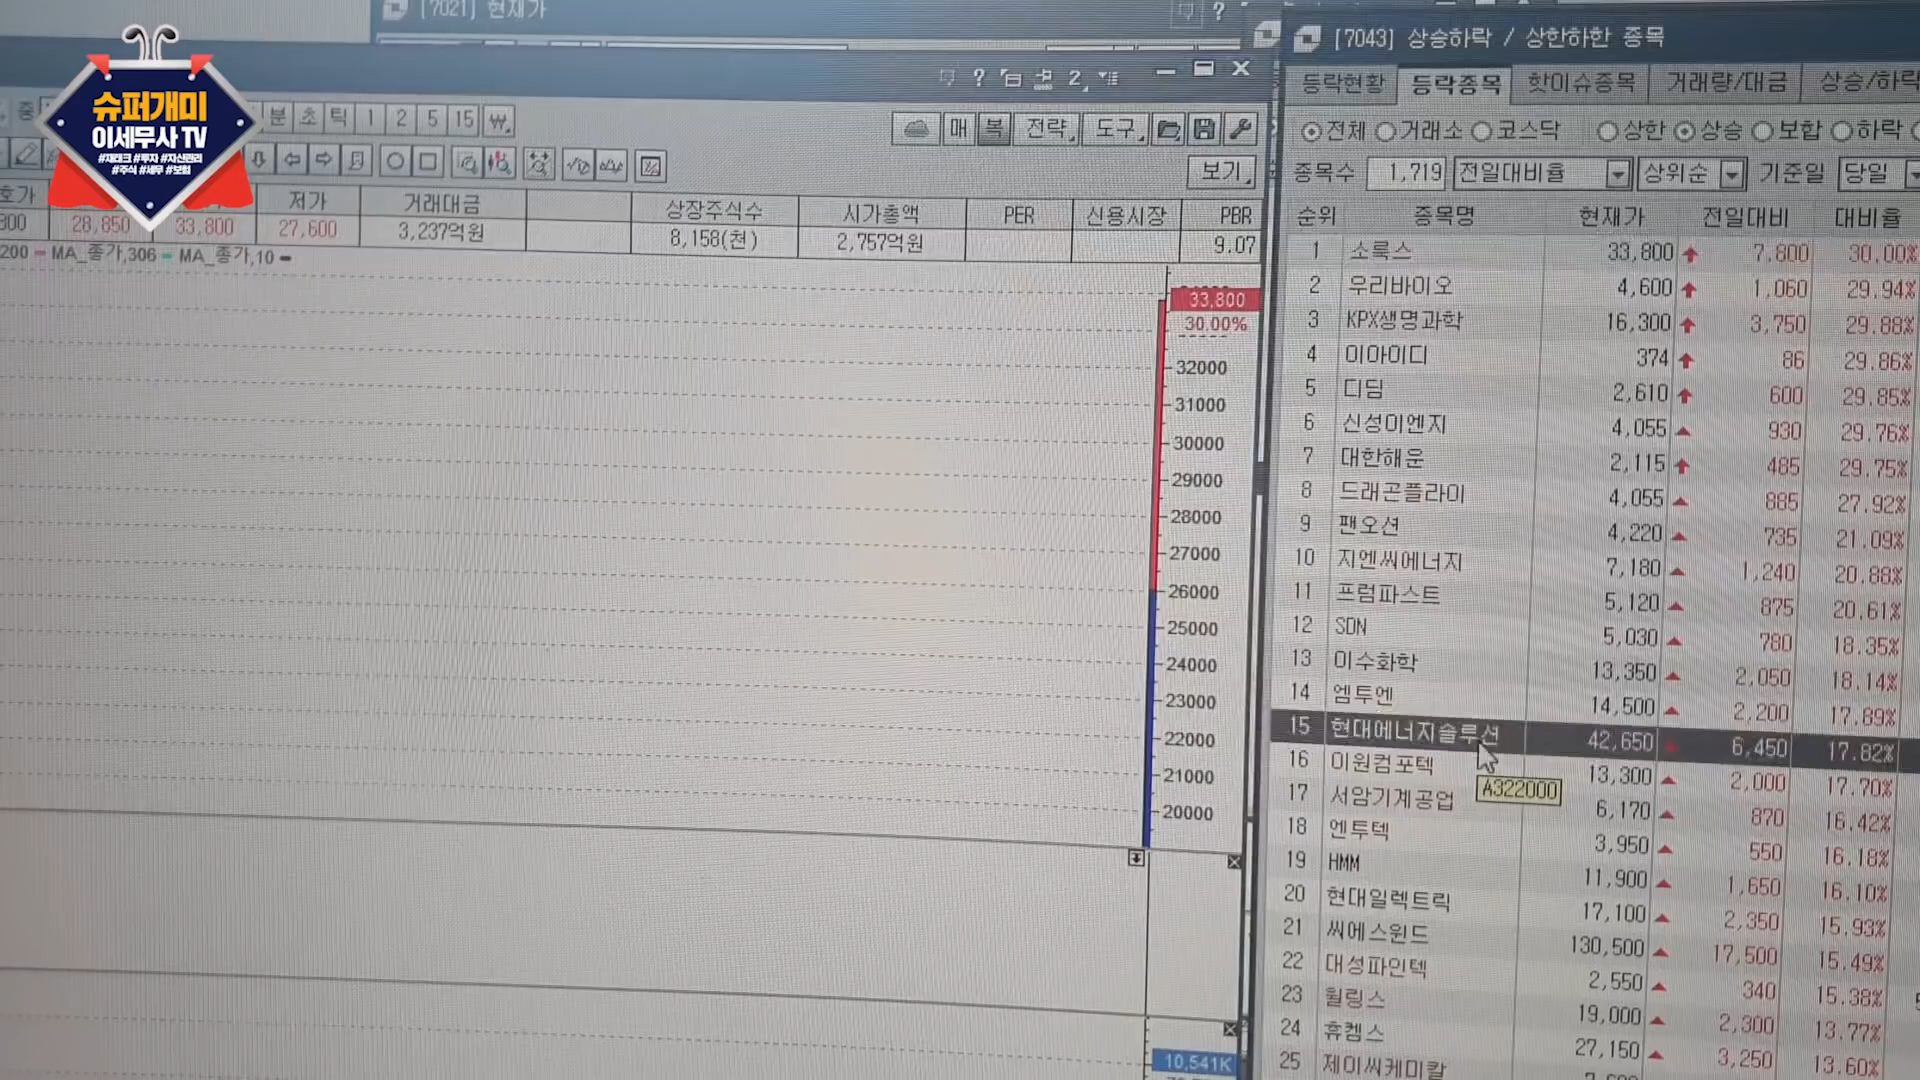 [7021] 현재가
[7043] 상승하락 / 상한하한 종목
슈퍼개미
이세무사 TV
#재테크 #투자 #자산관리
#주식 #세무 #보험
분 초 틱 1 2 5 15
매 복 전략 도구
보기
등락현황 등락종목 핫이슈종목 거래량/대금 상승/하락
전체 거래소 코스닥 상한 상승 보합 하락
종목수 1,719 전일대비율 상위순 기준일 당일
호가 저가 거래대금 상장주식수 시가총액 PER 신용시장 PBR
800 28,850 33,800 27,600 3,237억원 8,158(천) 2,757억원 9.07
200 MA_종가,306 MA_종가,10
33,800
30.00%
32000
31000
30000
29000
28000
27000
26000
25000
24000
23000
22000
21000
20000
10,541K
순위 종목명 현재가 전일대비 대비율
1 소룩스 33,800 7,800 30.00%
2 우리바이오 4,600 1,060 29.94%
3 KPX생명과학 16,300 3,750 29.88%
4 이아이디 374 86 29.86%
5 디딤 2,610 600 29.85%
6 신성이엔지 4,055 930 29.76%
7 대한해운 2,115 485 29.75%
8 드래곤플라이 4,055 885 27.92%
9 팬오션 4,220 735 21.09%
10 지엔씨에너지 7,180 1,240 20.88%
11 프럼파스트 5,120 875 20.61%
12 SDN 5,030 780 18.35%
13 이수화학 13,350 2,050 18.14%
14 엠투엔 14,500 2,200 17.89%
15 현대에너지솔루션 42,650 6,450 17.82%
16 이원컴포텍 13,300 2,000 17.70%
A322000
17 서암기계공업 6,170 870 16.42%
18 엔투텍 3,950 550 16.18%
19 HMM 11,900 1,650 16.10%
20 현대일렉트릭 17,100 2,350 15.93%
21 씨에스윈드 130,500 17,500 15.49%
22 대성파인텍 2,550 340 15.38%
23 윌링스 19,000 2,300 13.77%
24 휴켐스 27,150 3,250 13.60%
25 제이씨케미칼